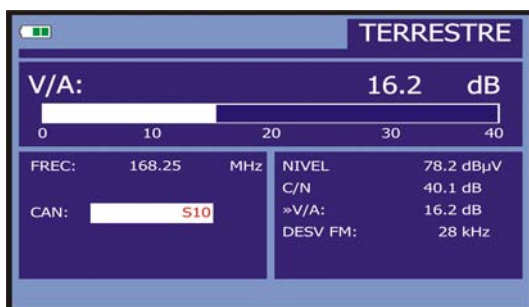 TERRESTRE
V/A: 16.2 dB
0 10 20 30 40
FREC: 168.25 MHz
CAN: S10
NIVEL 78.2 dBµV
C/N 40.1 dB
»V/A: 16.2 dB
DESV FM: 28 kHz